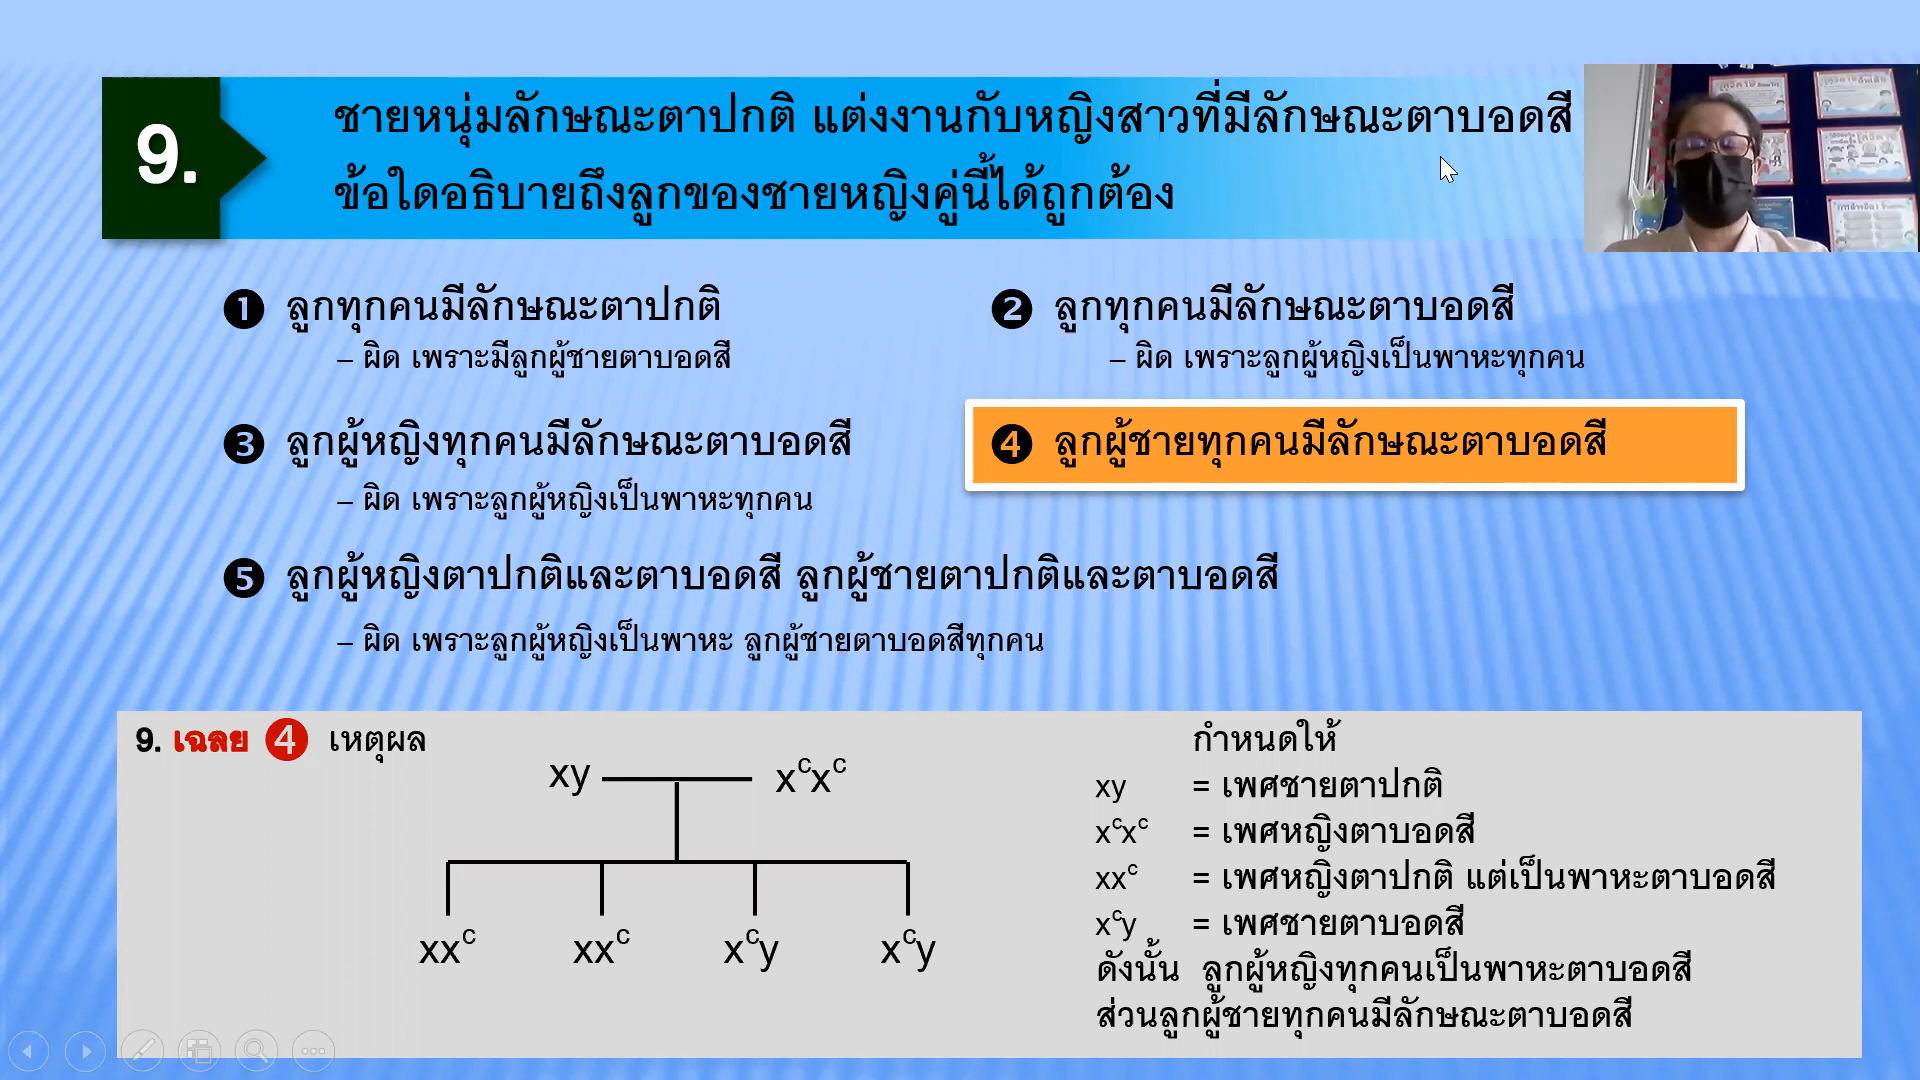 9.
ชายหนุ่มลักษณะตาปกติ แต่งงานกับหญิงสาวที่มีลักษณะตาบอดสี
ข้อใดอธิบายถึงลูกของชายหญิงคู่นี้ได้ถูกต้อง
❶ ลูกทุกคนมีลักษณะตาปกติ
– ผิด เพราะมีลูกผู้ชายตาบอดสี
❷ ลูกทุกคนมีลักษณะตาบอดสี
– ผิด เพราะลูกผู้หญิงเป็นพาหะทุกคน
❸ ลูกผู้หญิงทุกคนมีลักษณะตาบอดสี
– ผิด เพราะลูกผู้หญิงเป็นพาหะทุกคน
❹ ลูกผู้ชายทุกคนมีลักษณะตาบอดสี
❺ ลูกผู้หญิงตาปกติและตาบอดสี ลูกผู้ชายตาปกติและตาบอดสี
– ผิด เพราะลูกผู้หญิงเป็นพาหะ ลูกผู้ชายตาบอดสีทุกคน
9. เฉลย ❹ เหตุผล
xy xᶜxᶜ
xxᶜ xxᶜ xᶜy xᶜy
กำหนดให้
xy = เพศชายตาปกติ
xᶜxᶜ = เพศหญิงตาบอดสี
xxᶜ = เพศหญิงตาปกติ แต่เป็นพาหะตาบอดสี
xᶜy = เพศชายตาบอดสี
ดังนั้น ลูกผู้หญิงทุกคนเป็นพาหะตาบอดสี
ส่วนลูกผู้ชายทุกคนมีลักษณะตาบอดสี